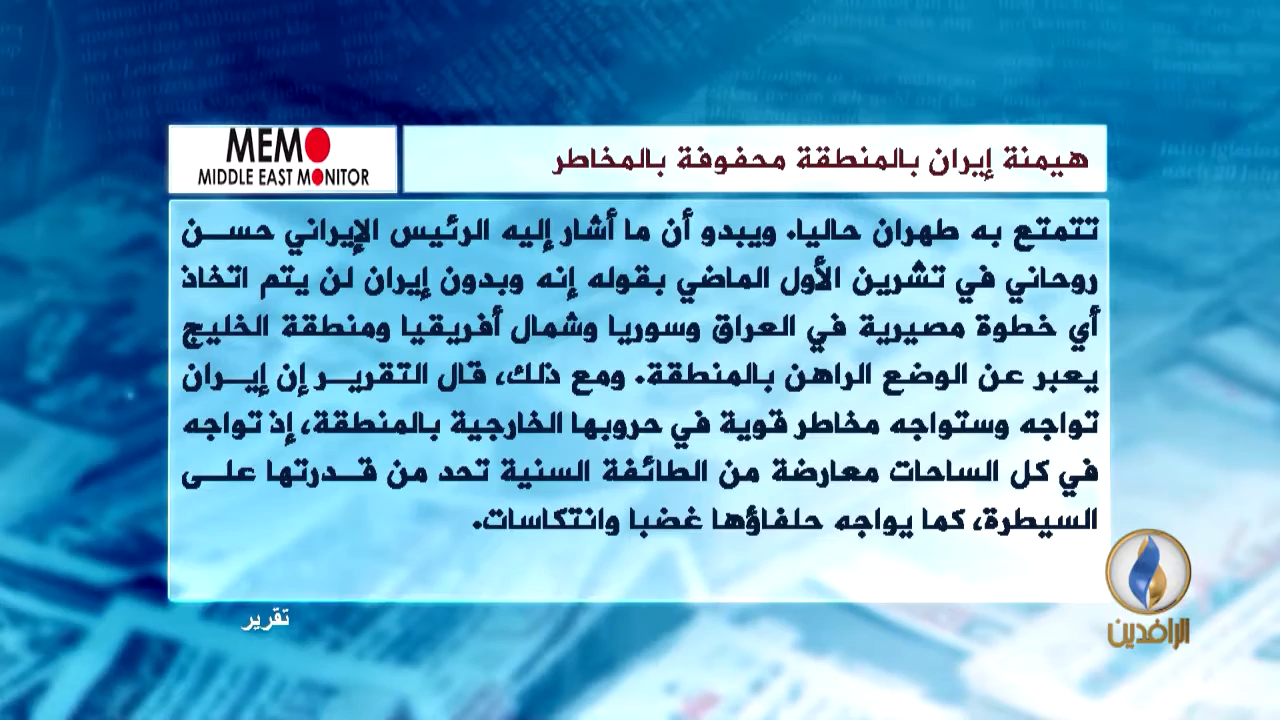 MEMO
MIDDLE EAST MONITOR
هيمنة إيران بالمنطقة محفوفة بالمخاطر
تتمتع به طهران حاليا. ويبدو أن ما أشار إليه الرئيس الإيراني حسن
روحاني في تشرين الأول الماضي بقوله إنه وبدون إيران لن يتم اتخاذ
أي خطوة مصيرية في العراق وسوريا وشمال أفريقيا ومنطقة الخليج
يعبر عن الوضع الراهن بالمنطقة. ومع ذلك، قال التقرير إن إيران
تواجه وستواجه مخاطر قوية في حروبها الخارجية بالمنطقة، إذ تواجه
في كل الساحات معارضة من الطائفة السنية تحد من قدرتها على
السيطرة، كما يواجه حلفاؤها غضبا وانتكاسات.
تقرير
الرافدين